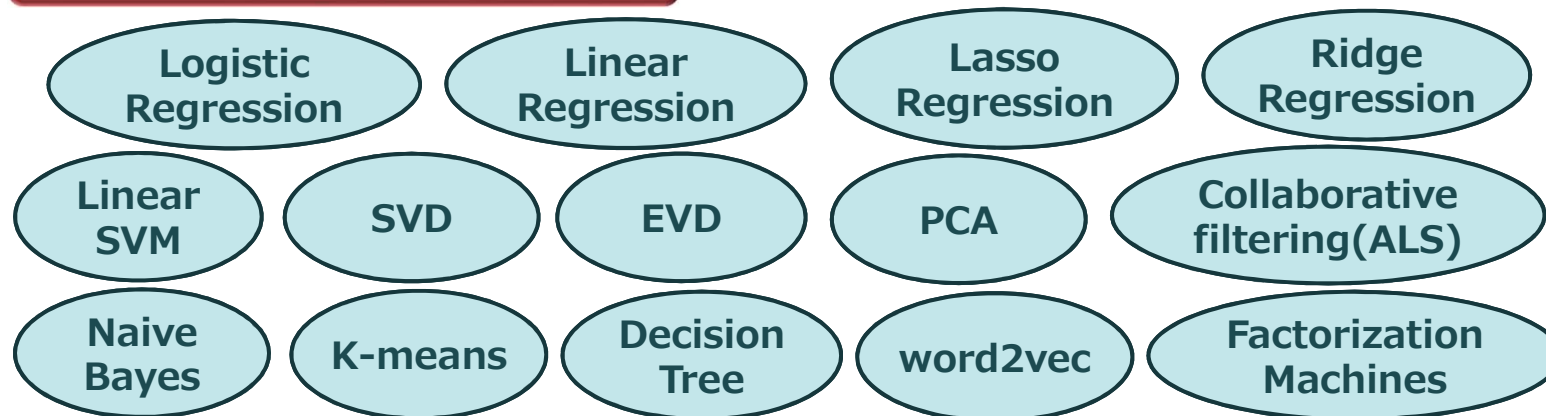 Logistic
Regression
Linear
Regression
Lasso
Regression
Ridge
Regression
Linear
SVM
SVD
EVD
PCA
Collaborative
filtering(ALS)
Naive
Bayes
K-means
Decision
Tree
word2vec
Factorization
Machines